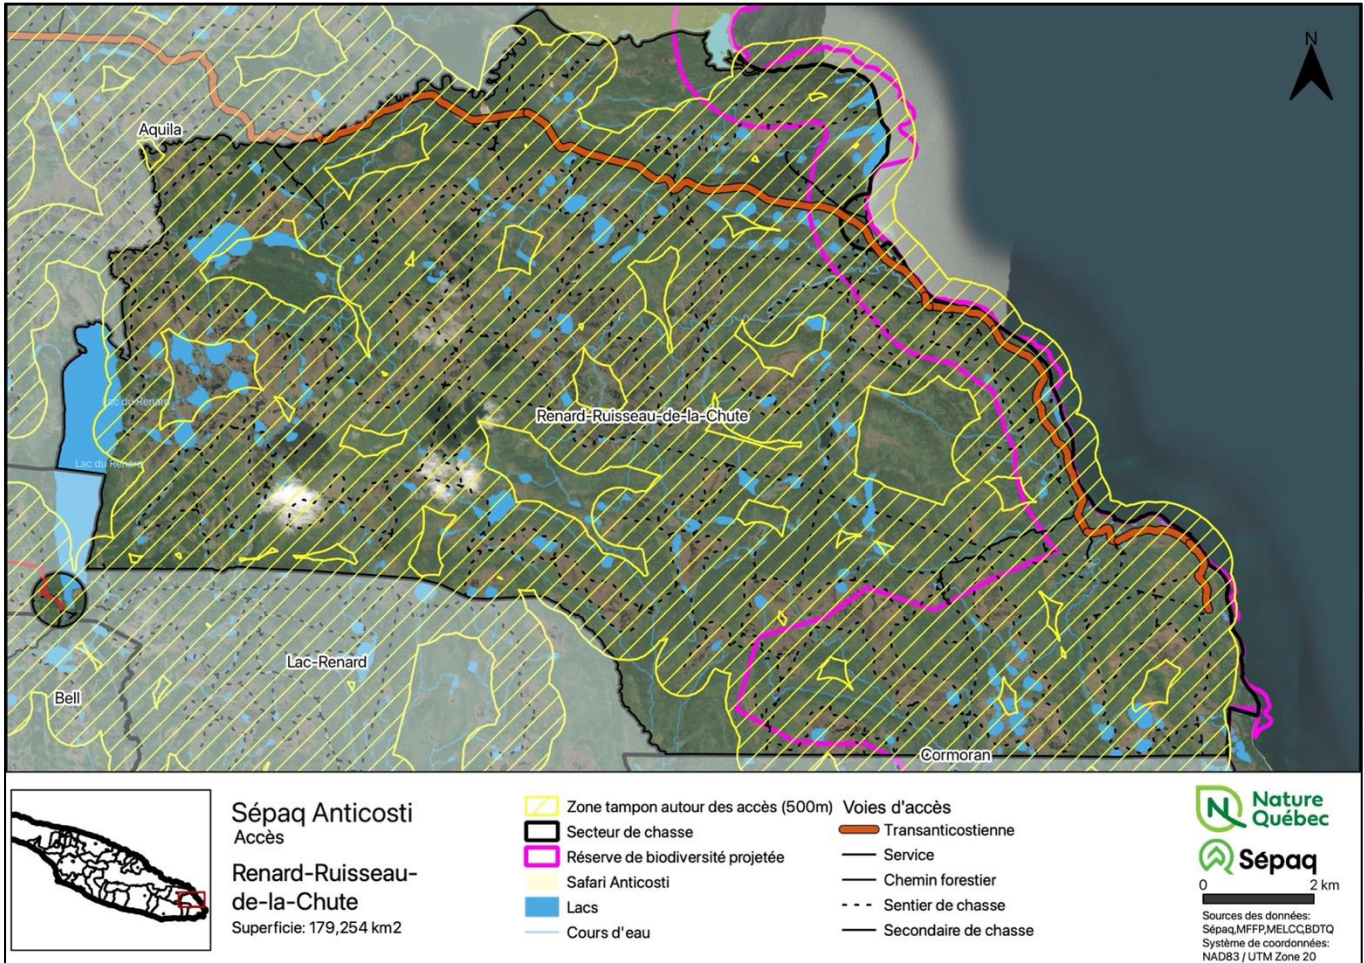 N
Aquila
Lac du Renard
Renard-Ruisseau-de-la-Chute
Lac du Renard
Lac-Renard
Bell
Cormoran
Sépaq Anticosti
Accès
Renard-Ruisseau-
de-la-Chute
Superficie: 179,254 km2
Zone tampon autour des accès (500m)
Secteur de chasse
Réserve de biodiversité projetée
Safari Anticosti
Lacs
Cours d'eau
Voies d'accès
Transanticostienne
Service
Chemin forestier
Sentier de chasse
Secondaire de chasse
Nature
Québec
Sépaq
0 2 km
Sources des données:
Sépaq,MFFP,MELCC,BDTQ
Système de coordonnées:
NAD83 / UTM Zone 20